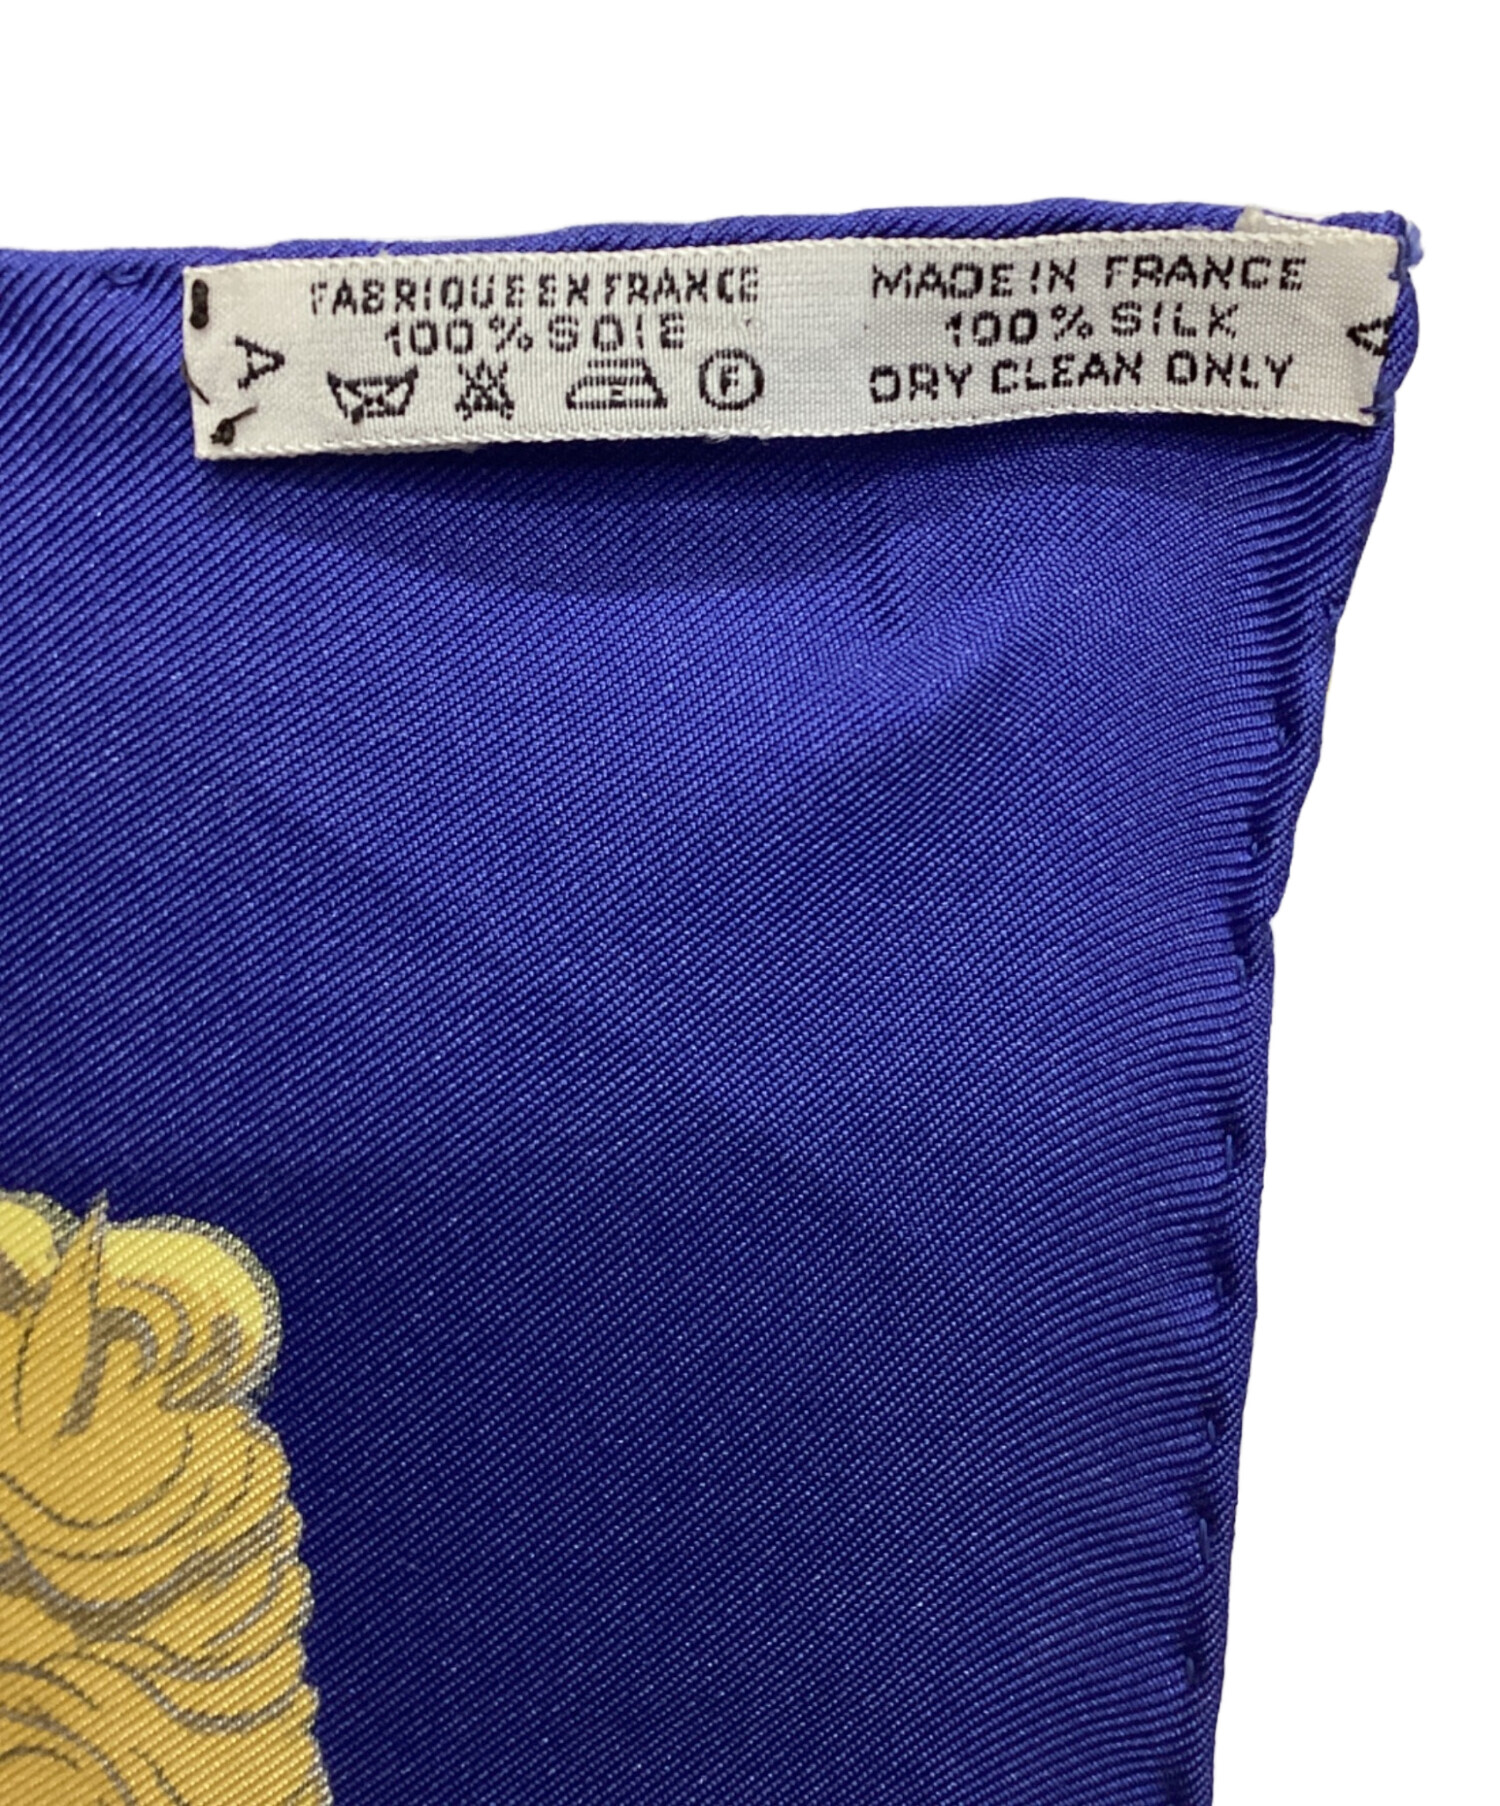 FABRIQUE EN FRANCE
100% SOIE
F
MADE IN FRANCE
100% SILK
DRY CLEAN ONLY
A
A